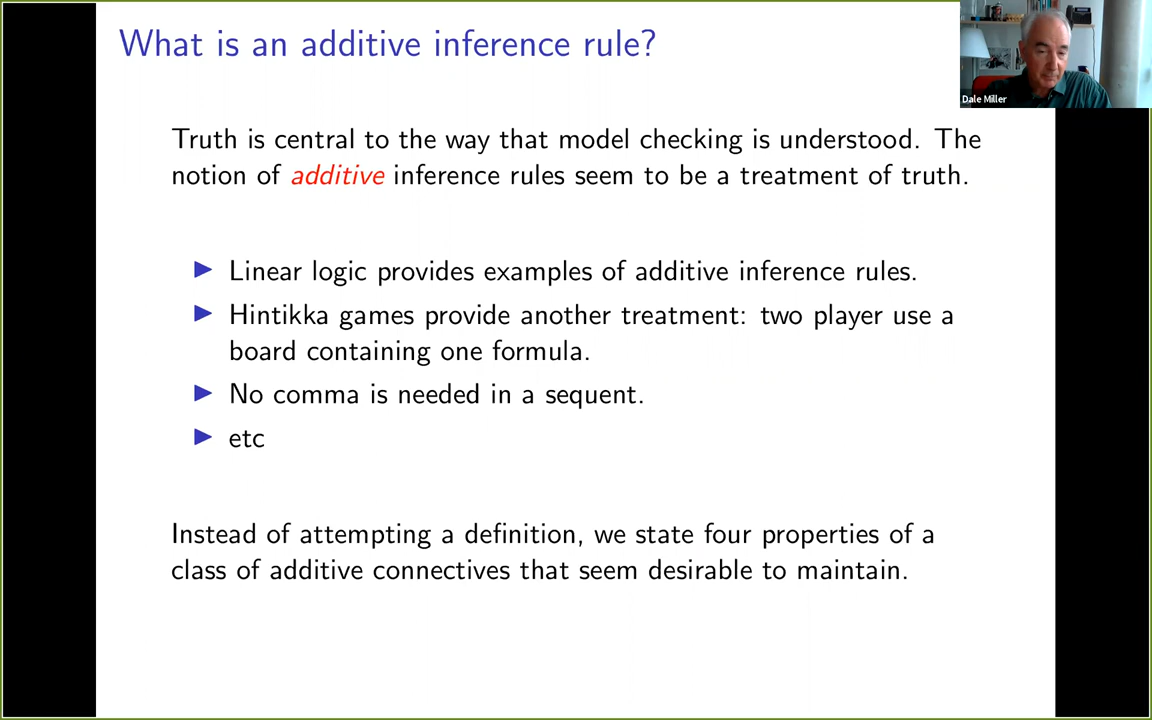 What is an additive inference rule?
Dale Miller
Truth is central to the way that model checking is understood. The
notion of additive inference rules seem to be a treatment of truth.
▶ Linear logic provides examples of additive inference rules.
▶ Hintikka games provide another treatment: two player use a
board containing one formula.
▶ No comma is needed in a sequent.
▶ etc
Instead of attempting a definition, we state four properties of a
class of additive connectives that seem desirable to maintain.